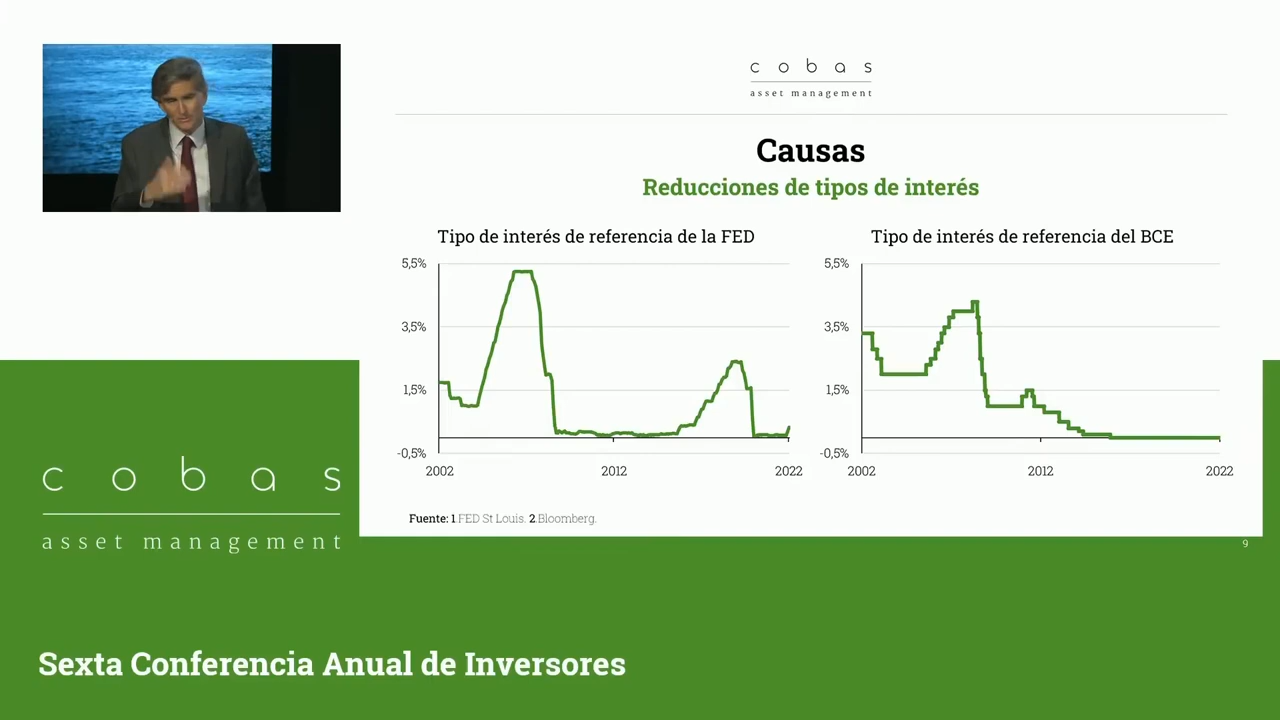 cobas
asset management
Causas
Reducciones de tipos de interés
Tipo de interés de referencia de la FED
5,5%
3,5%
1,5%
-0,5%
2002
2012
2022
Tipo de interés de referencia del BCE
5,5%
3,5%
1,5%
-0,5%
2002
2012
2022
Fuente: 1.FED St Louis. 2.Bloomberg.
9
cobas
asset management
Sexta Conferencia Anual de Inversores